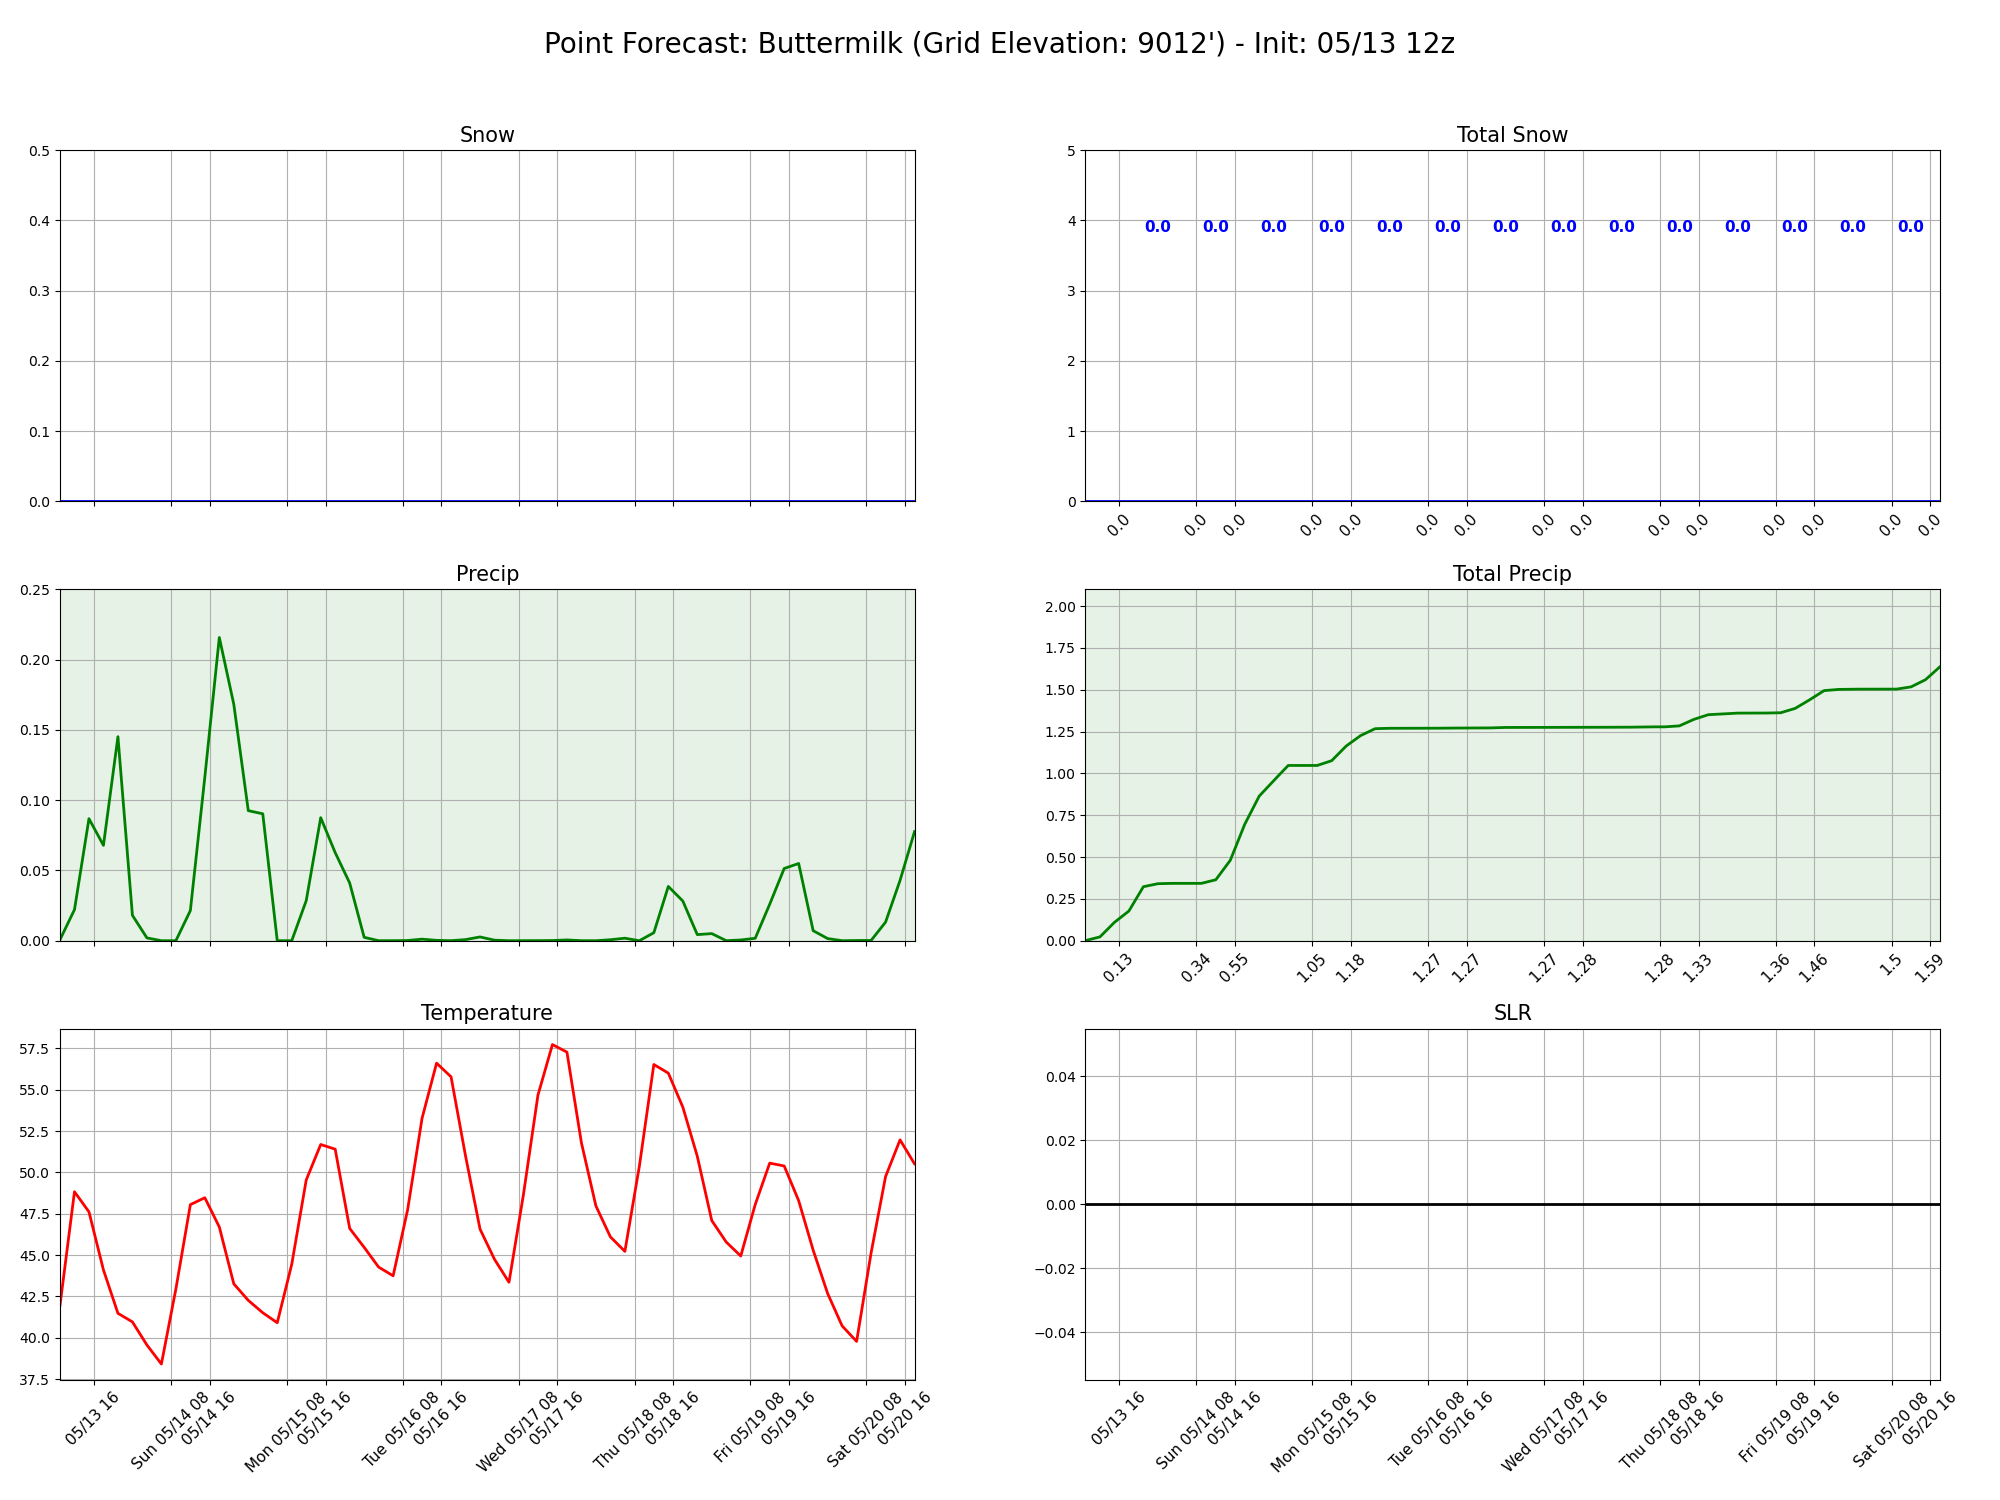 Point Forecast: Buttermilk (Grid Elevation: 9012') - Init: 05/13 12z
Snow
0.5
0.4
0.3
0.2
0.1
0.0
Total Snow
5
4
3
2
1
0
0.0 0.0 0.0 0.0 0.0 0.0 0.0 0.0 0.0 0.0 0.0 0.0 0.0 0.0
0.0 0.0 0.0 0.0 0.0 0.0 0.0 0.0 0.0 0.0 0.0 0.0 0.0 0.0 0.0
Precip
0.25
0.20
0.15
0.10
0.05
0.00
Total Precip
2.00
1.75
1.50
1.25
1.00
0.75
0.50
0.25
0.00
0.13 0.34 0.55 1.05 1.18 1.27 1.27 1.27 1.28 1.28 1.33 1.36 1.46 1.5 1.59
Temperature
57.5
55.0
52.5
50.0
47.5
45.0
42.5
40.0
37.5
05/13 16
Sun 05/14 08
05/14 16
Mon 05/15 08
05/15 16
Tue 05/16 08
05/16 16
Wed 05/17 08
05/17 16
Thu 05/18 08
05/18 16
Fri 05/19 08
05/19 16
Sat 05/20 08
05/20 16
SLR
0.04
0.02
0.00
−0.02
−0.04
05/13 16
Sun 05/14 08
05/14 16
Mon 05/15 08
05/15 16
Tue 05/16 08
05/16 16
Wed 05/17 08
05/17 16
Thu 05/18 08
05/18 16
Fri 05/19 08
05/19 16
Sat 05/20 08
05/20 16